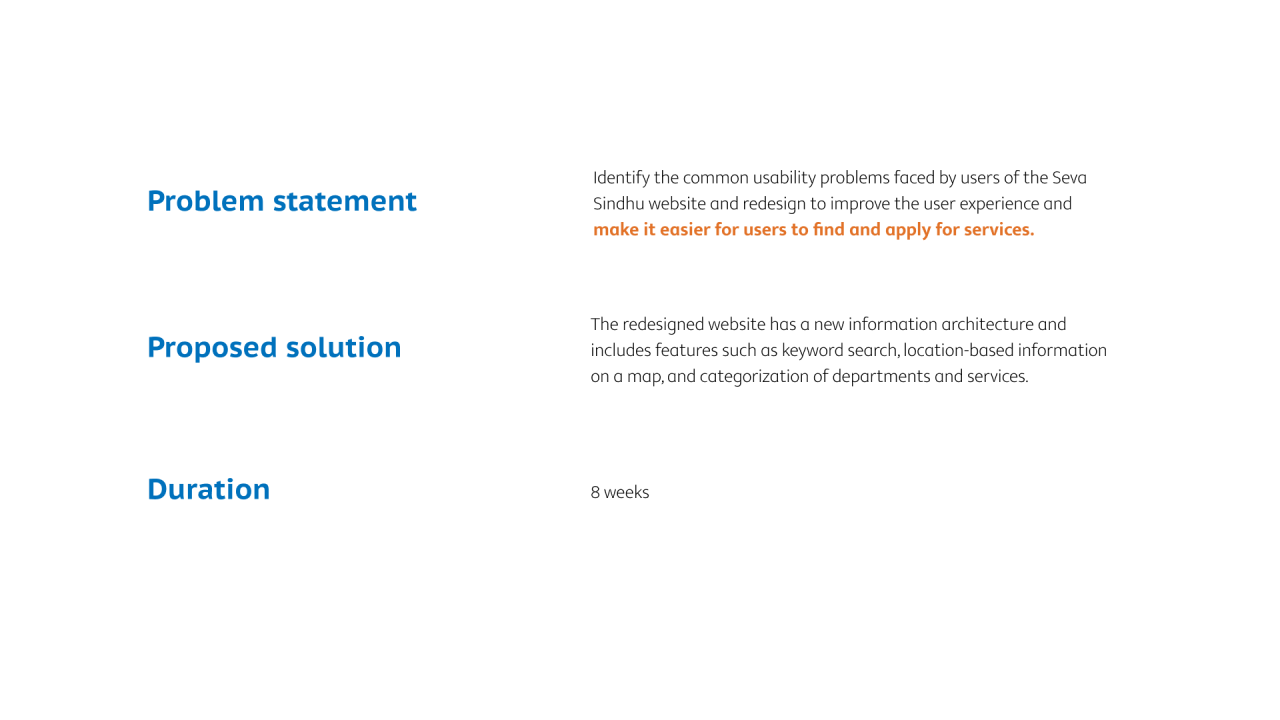 Problem statement
Identify the common usability problems faced by users of the Seva
Sindhu website and redesign to improve the user experience and
make it easier for users to find and apply for services.
Proposed solution
The redesigned website has a new information architecture and
includes features such as keyword search, location-based information
on a map, and categorization of departments and services.
Duration
8 weeks